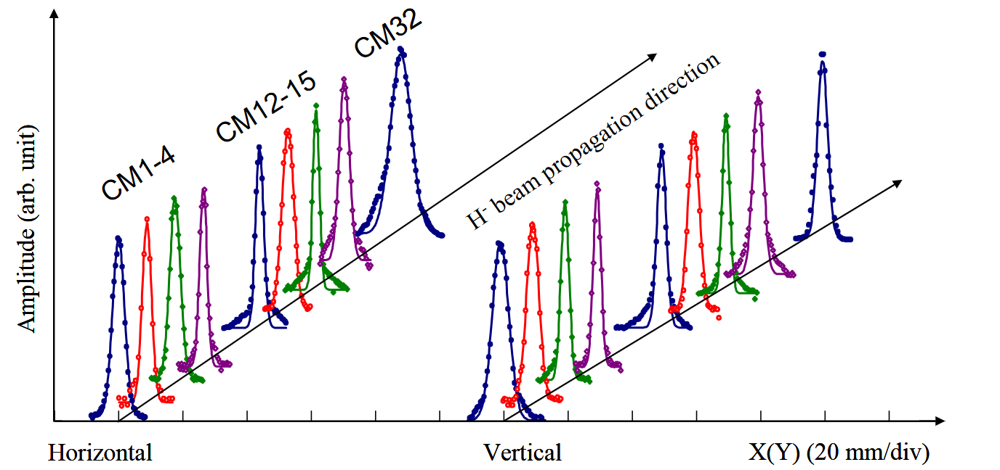 CM32
CM12-15
CM1-4
H- beam propagation direction
Amplitude (arb. unit)
Horizontal
Vertical
X(Y) (20 mm/div)